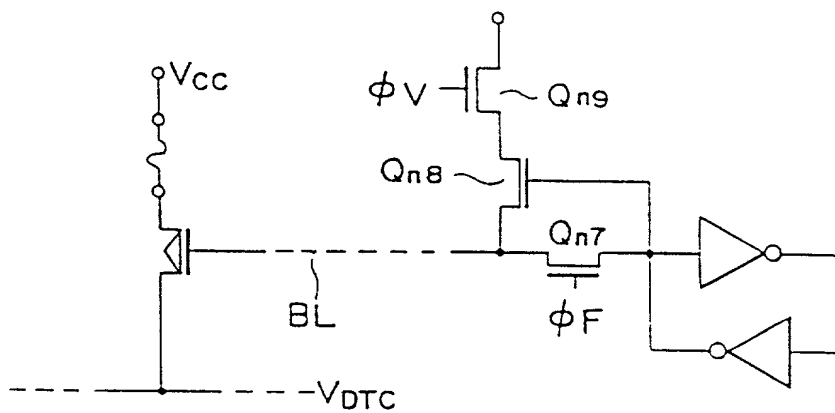 VCC
φV
Qn9
Qn8
Qn7
BL
φF
VDTC